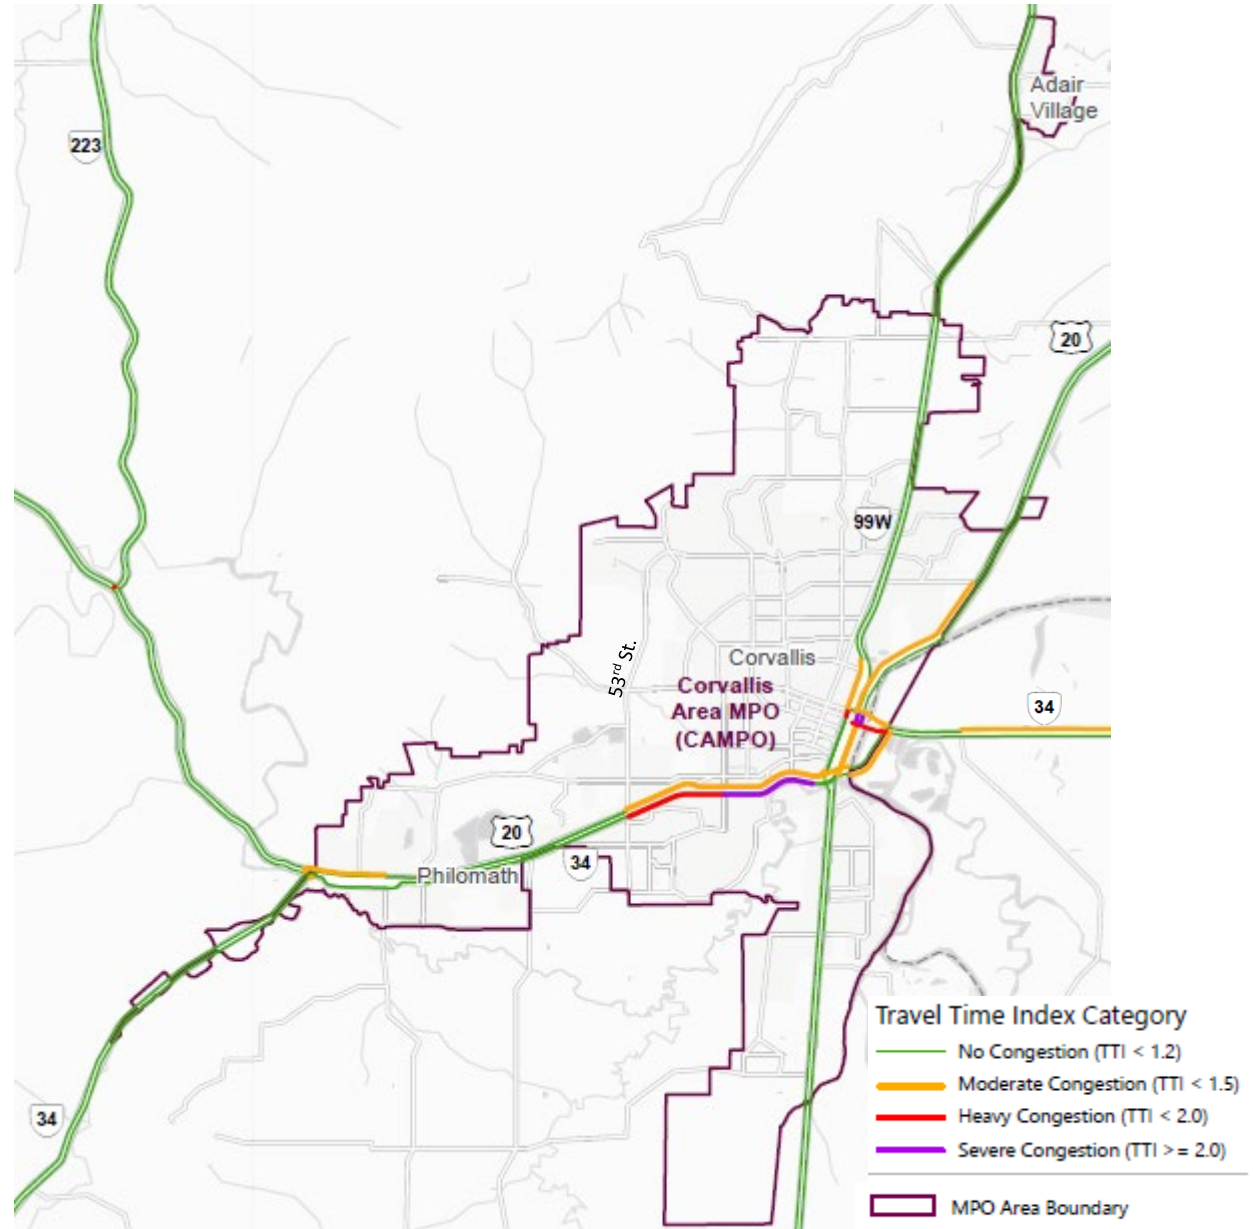 Adair
Village
223
20
99W
53rd St.
Corvallis
Corvallis
Area MPO
(CAMPO)
34
20
34
Philomath
34
Travel Time Index Category
No Congestion (TTI < 1.2)
Moderate Congestion (TTI < 1.5)
Heavy Congestion (TTI < 2.0)
Severe Congestion (TTI >= 2.0)
MPO Area Boundary